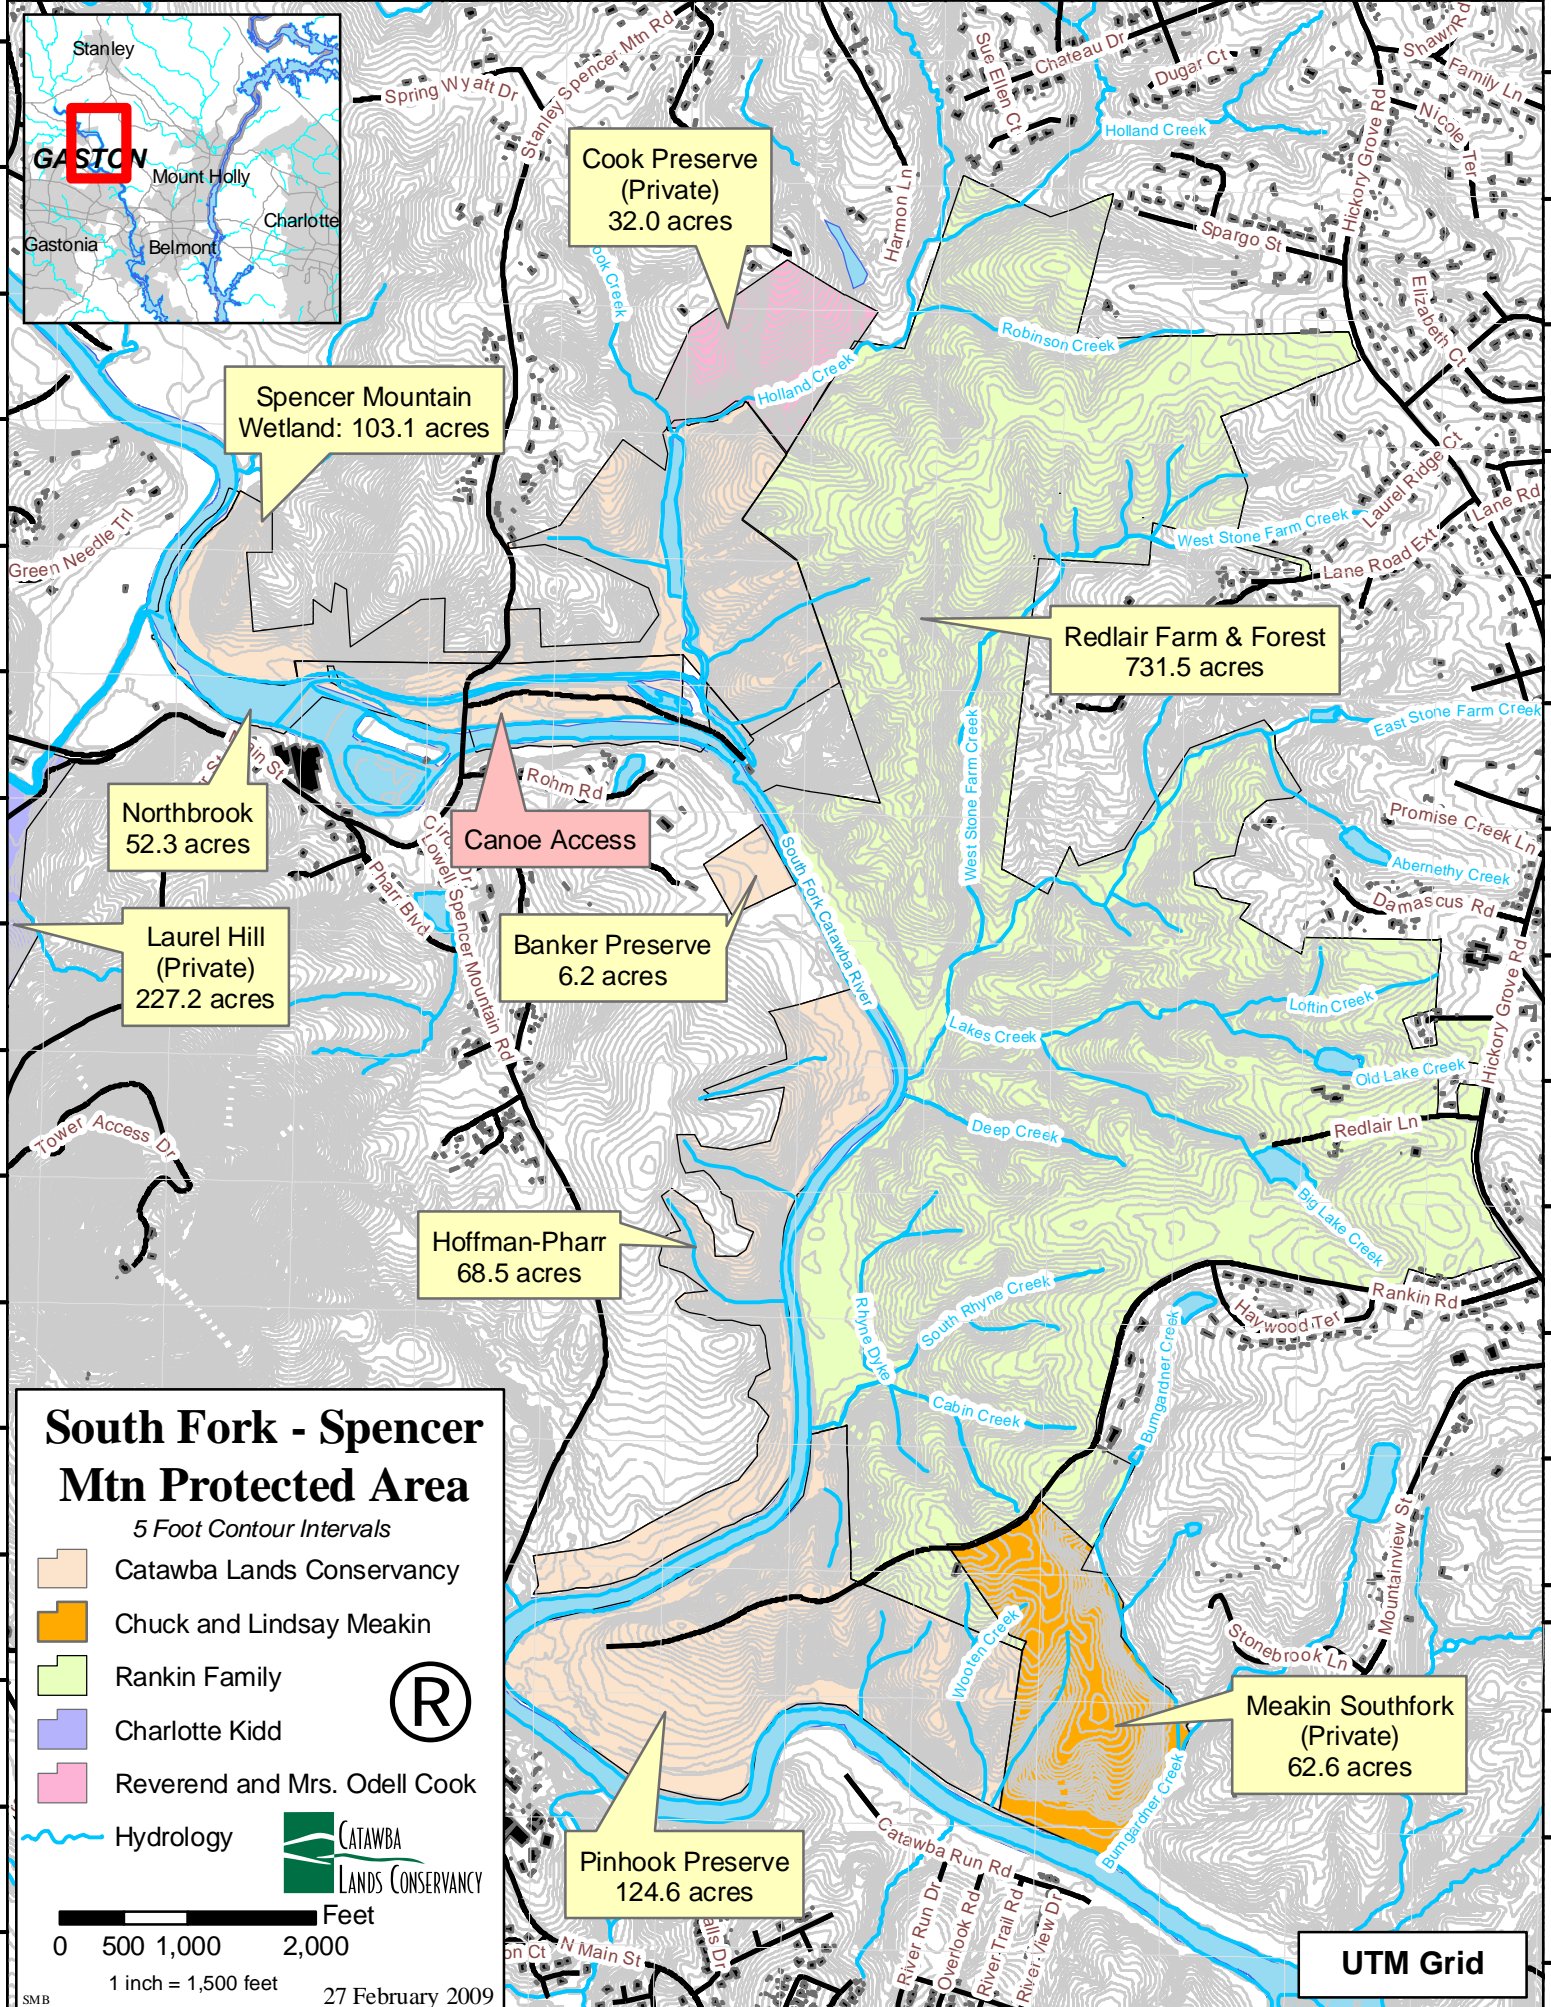 Stanley
GASTON
Mount Holly
Charlotte
Gastonia
Belmont
Spring Wyatt Dr
Stanley Spencer Mtn Rd
Sue Ellen Ct
Chateau Dr
Dugar Ct
Shawn Rd
Family Ln
Nicole Ter
Holland Creek
Hickory Grove Rd
Harmon Ln
Spargo St
Elizabeth Ct
Cook Preserve
(Private)
32.0 acres
ook Creek
Robinson Creek
Holland Creek
Spencer Mountain
Wetland: 103.1 acres
Laurel Ridge Ct
Lane Rd
West Stone Farm Creek
Lane Road Ext
Green Needle Trl
Redlair Farm & Forest
731.5 acres
East Stone Farm Creek
West Stone Farm Creek
Main St
r St
Rohm Rd
Northbrook
52.3 acres
Canoe Access
Promise Creek Ln
Abernethy Creek
Damascus Rd
Pharr Blvd
Lowell Spencer Mountain Rd
South Fork Catawba River
Laurel Hill
(Private)
227.2 acres
Banker Preserve
6.2 acres
Loftin Creek
Lakes Creek
Old Lake Creek
Hickory Grove Rd
Redlair Ln
Deep Creek
Tower Access Dr
Big Lake Creek
Hoffman-Pharr
68.5 acres
South Rhyne Creek
Rhyne Dyke
Rankin Rd
Haywood Ter
Bumgardner Creek
Cabin Creek
South Fork - Spencer
Mtn Protected Area
5 Foot Contour Intervals
Catawba Lands Conservancy
Chuck and Lindsay Meakin
Rankin Family
Charlotte Kidd
Reverend and Mrs. Odell Cook
Hydrology
®
CATAWBA
LANDS CONSERVANCY
Feet
0 500 1,000 2,000
1 inch = 1,500 feet
SMB
27 February 2009
Mountainview St
Stonebrook Ln
Wooten Creek
Meakin Southfork
(Private)
62.6 acres
Bumgardner Creek
Pinhook Preserve
124.6 acres
Catawba Run Rd
River Run Dr
Overlook Rd
River Trail Rd
River View Dr
on Ct
N Main St
alls Dr
UTM Grid